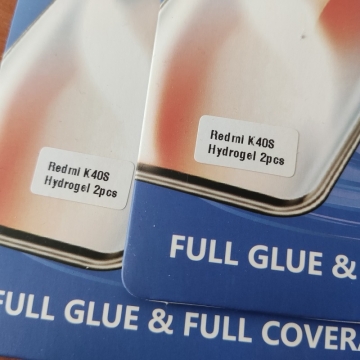 Redmi K40S
Hydrogel 2pcs
FULL GLUE &
Redmi K40S
Hydrogel 2pcs
FULL GLUE & FULL COVERA